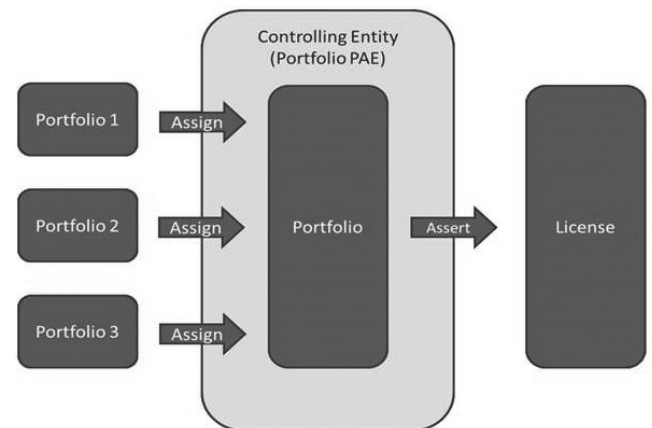 Controlling Entity
(Portfolio PAE)
Portfolio 1
Assign
Portfolio 2
Assign
Portfolio
Assert
License
Portfolio 3
Assign